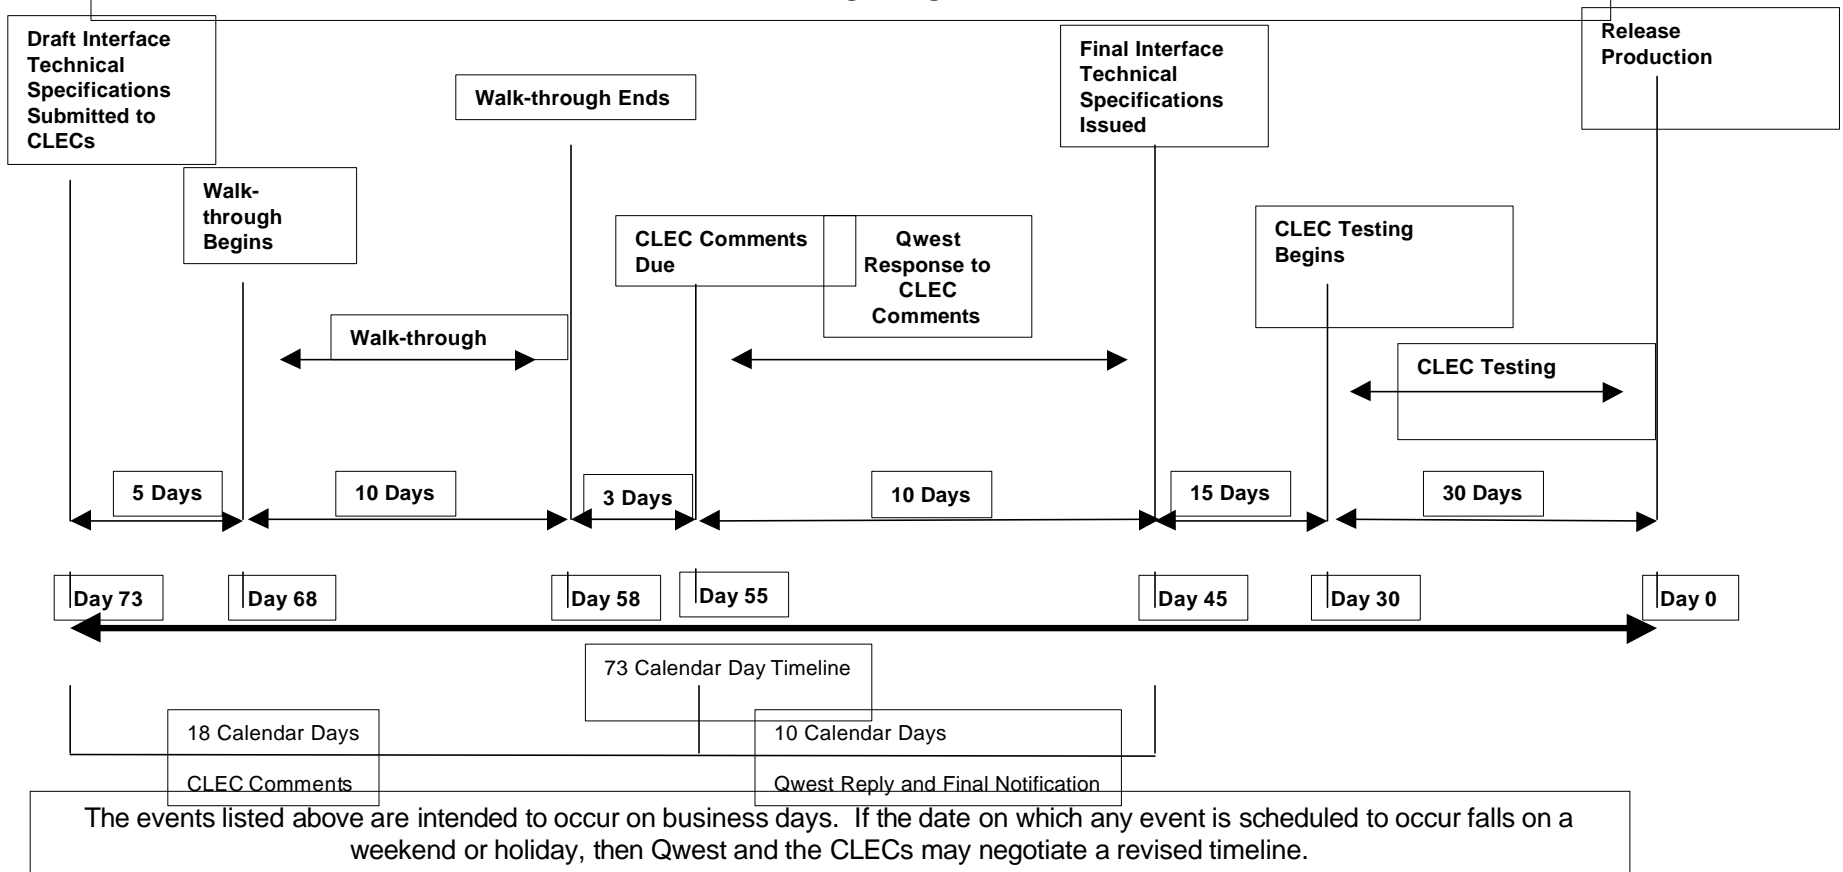 Draft Interface
Technical
Specifications
Submitted to
CLECs
Walk-
through
Begins
Walk-through Ends
Walk-through
CLEC Comments
Due
Qwest
Response to
CLEC
Comments
Final Interface
Technical
Specifications
Issued
CLEC Testing
Begins
CLEC Testing
Release
Production
5 Days
10 Days
3 Days
10 Days
15 Days
30 Days
Day 73
Day 68
Day 58
Day 55
Day 45
Day 30
Day 0
73 Calendar Day Timeline
18 Calendar Days
CLEC Comments
10 Calendar Days
Qwest Reply and Final Notification
The events listed above are intended to occur on business days.  If the date on which any event is scheduled to occur falls on a
weekend or holiday, then Qwest and the CLECs may negotiate a revised timeline.